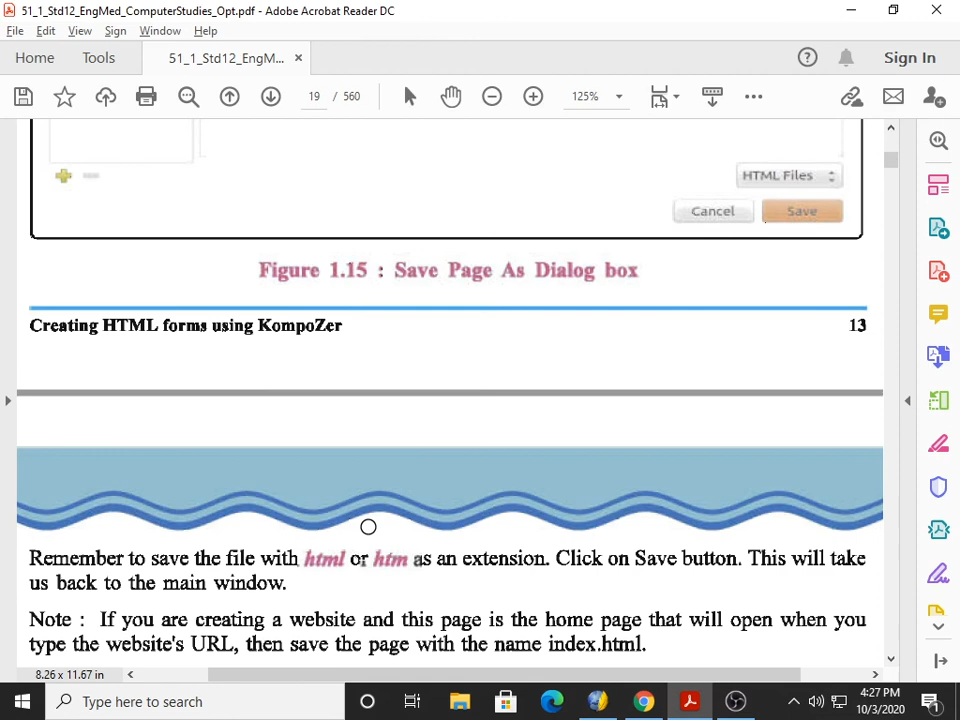 51_1_Std12_EngMed_ComputerStudies_Opt.pdf - Adobe Acrobat Reader DC
File Edit View Sign Window Help
Home Tools 51_1_Std12_EngM... Sign In
19 / 560 125%
HTML Files
Cancel Save
Figure 1.15 : Save Page As Dialog box
Creating HTML forms using KompoZer 13
Remember to save the file with html or htm as an extension. Click on Save button. This will take
us back to the main window.
Note : If you are creating a website and this page is the home page that will open when you
type the website's URL, then save the page with the name index.html.
8.26 x 11.67 in
Type here to search
4:27 PM
10/3/2020
1